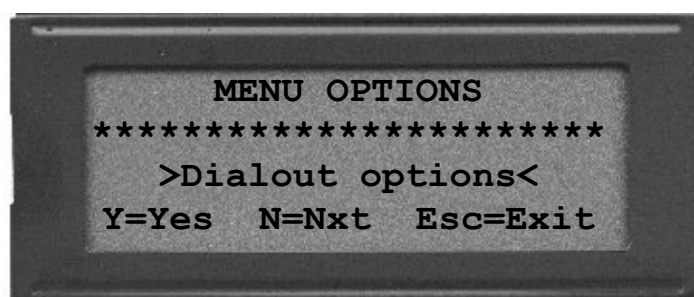 MENU OPTIONS
***********************
>Dialout options<
Y=Yes N=Nxt Esc=Exit